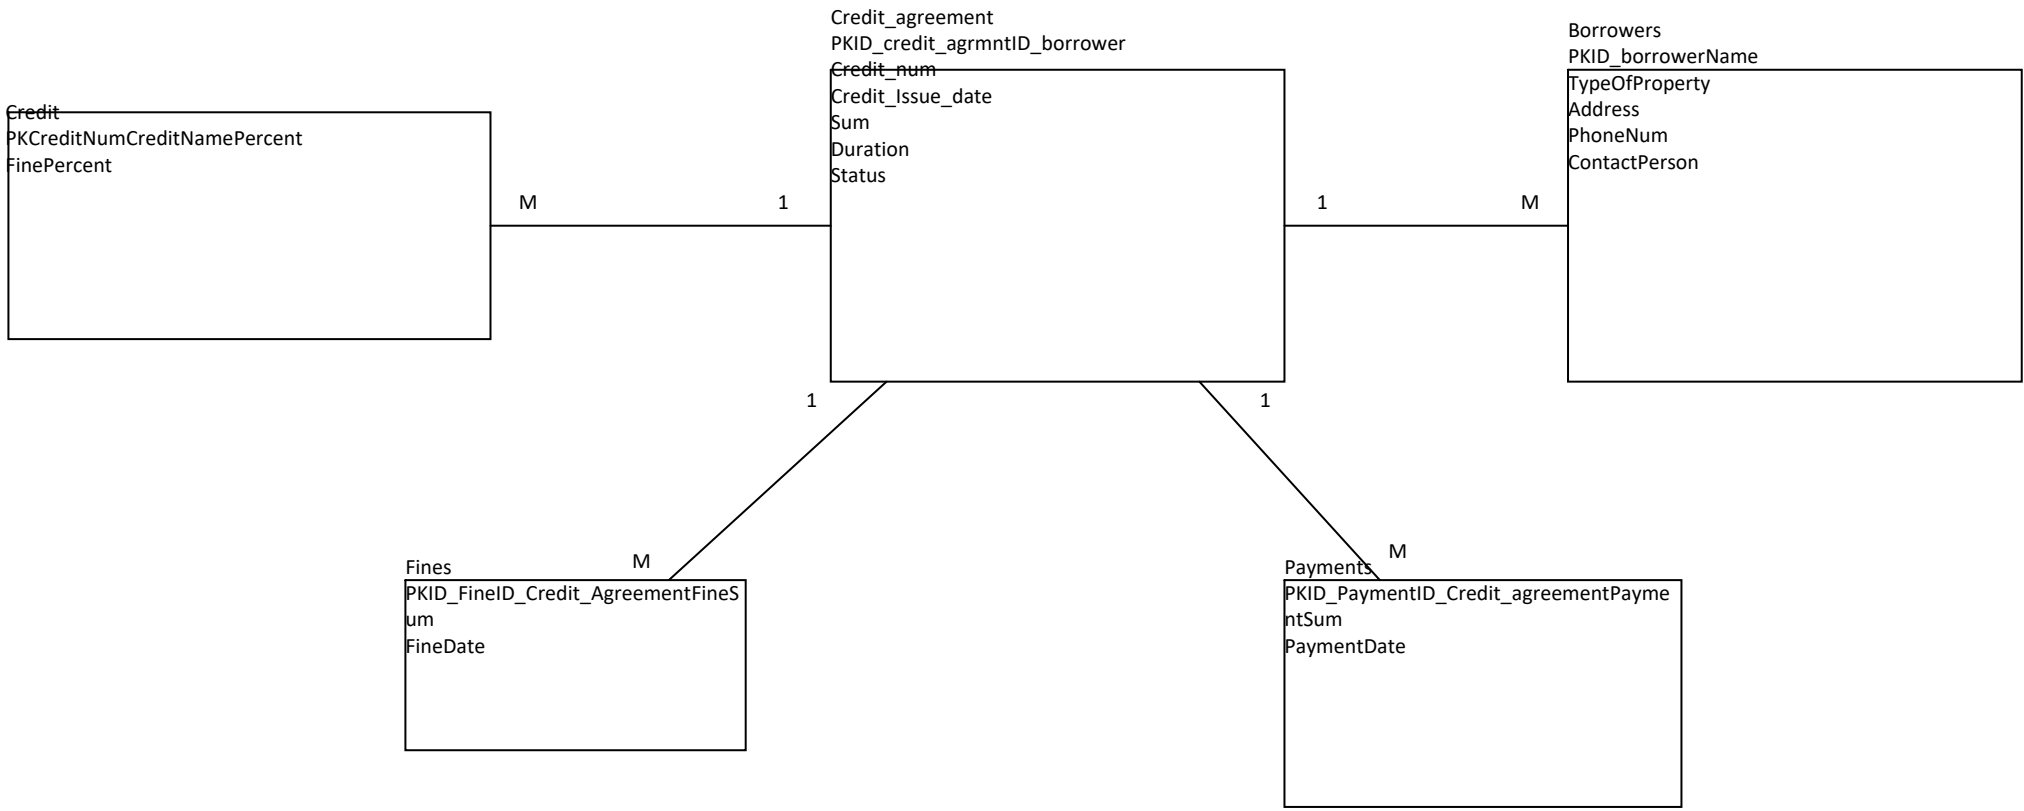 Credit_agreement
PKID_credit_agrmntID_borrower
Credit_num
Credit_Issue_date
Sum
Duration
Status
Borrowers
PKID_borrowerName
TypeOfProperty
Address
PhoneNum
ContactPerson
Credit
PKCreditNumCreditNamePercent
FinePercent
M
1
1
M
1
1
M
M
Fines
PKID_FineID_Credit_AgreementFineS
um
FineDate
Payments
PKID_PaymentID_Credit_agreementPayme
ntSum
PaymentDate